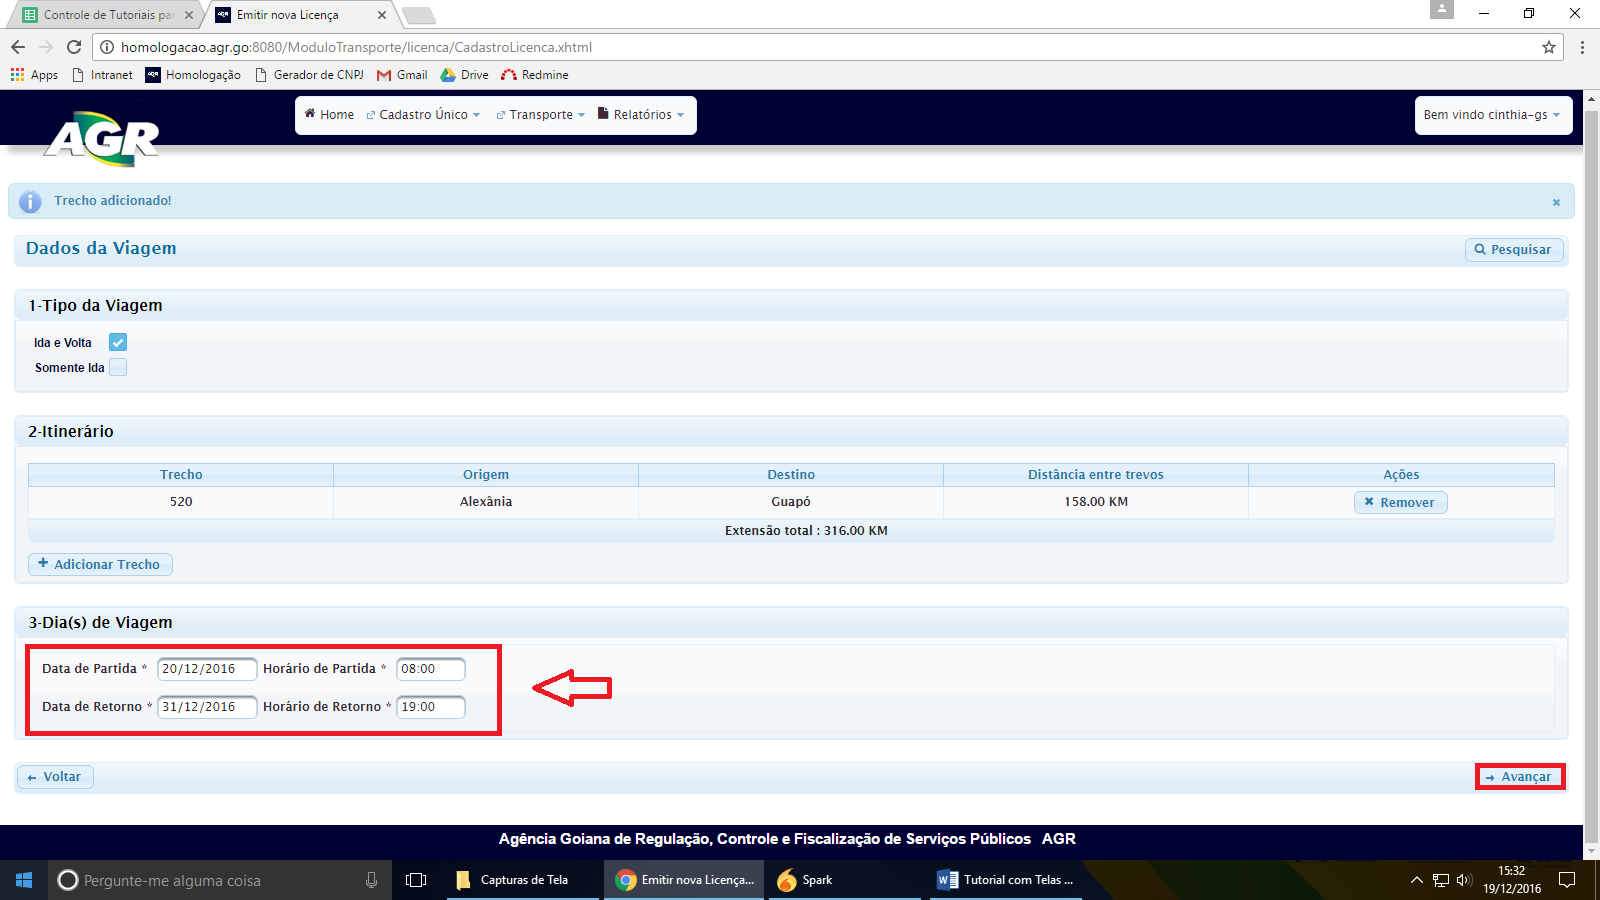 Controle de Tutoriais par
Emitir nova Licença
homologacao.agr.go:8080/ModuloTransporte/licenca/CadastroLicenca.xhtml
Apps Intranet AGR Homologação Gerador de CNPJ Gmail Drive Redmine
AGR
Home Cadastro Único Transporte Relatórios
Bem vindo cinthia-gs
Trecho adicionado!
Dados da Viagem
Pesquisar
1-Tipo da Viagem
Ida e Volta
Somente Ida
2-Itinerário
Trecho Origem Destino Distância entre trevos Ações
520 Alexânia Guapó 158.00 KM Remover
Extensão total : 316.00 KM
Adicionar Trecho
3-Dia(s) de Viagem
Data de Partida * 20/12/2016 Horário de Partida * 08:00
Data de Retorno * 31/12/2016 Horário de Retorno * 19:00
Voltar
Avançar
Agência Goiana de Regulação, Controle e Fiscalização de Serviços Públicos AGR
Pergunte-me alguma coisa
Capturas de Tela
Emitir nova Licença...
Spark
Tutorial com Telas ...
15:32
19/12/2016